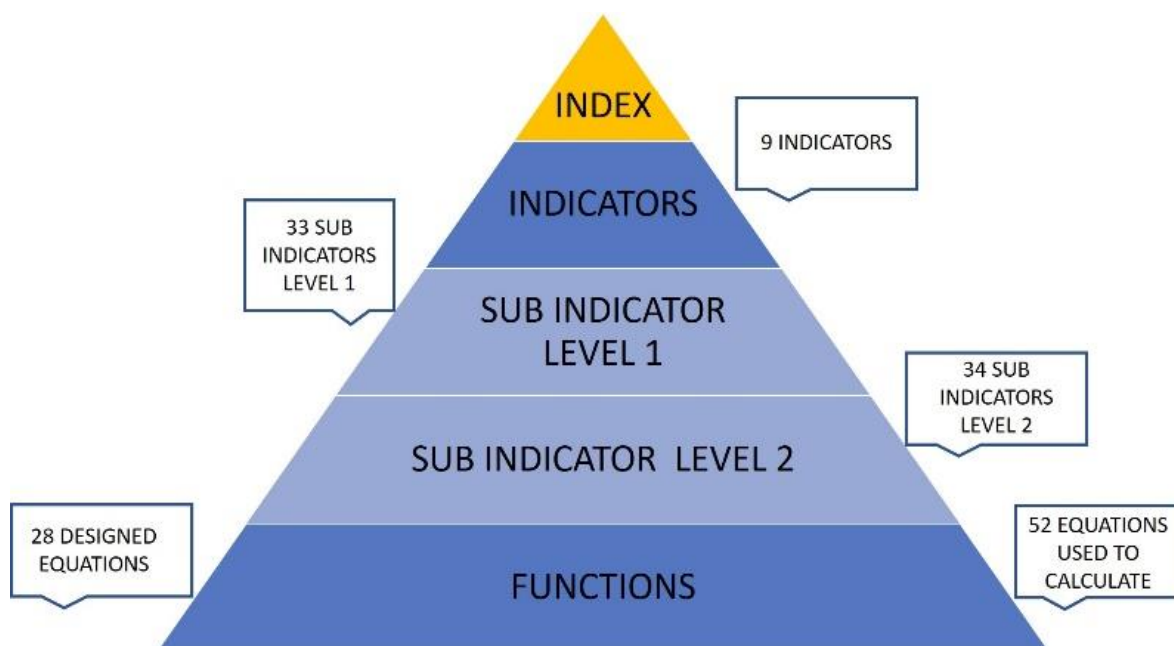 INDEX
9 INDICATORS
INDICATORS
33 SUB
INDICATORS
LEVEL 1
SUB INDICATOR
LEVEL 1
34 SUB
INDICATORS
LEVEL 2
SUB INDICATOR LEVEL 2
28 DESIGNED
EQUATIONS
52 EQUATIONS
USED TO
CALCULATE
FUNCTIONS